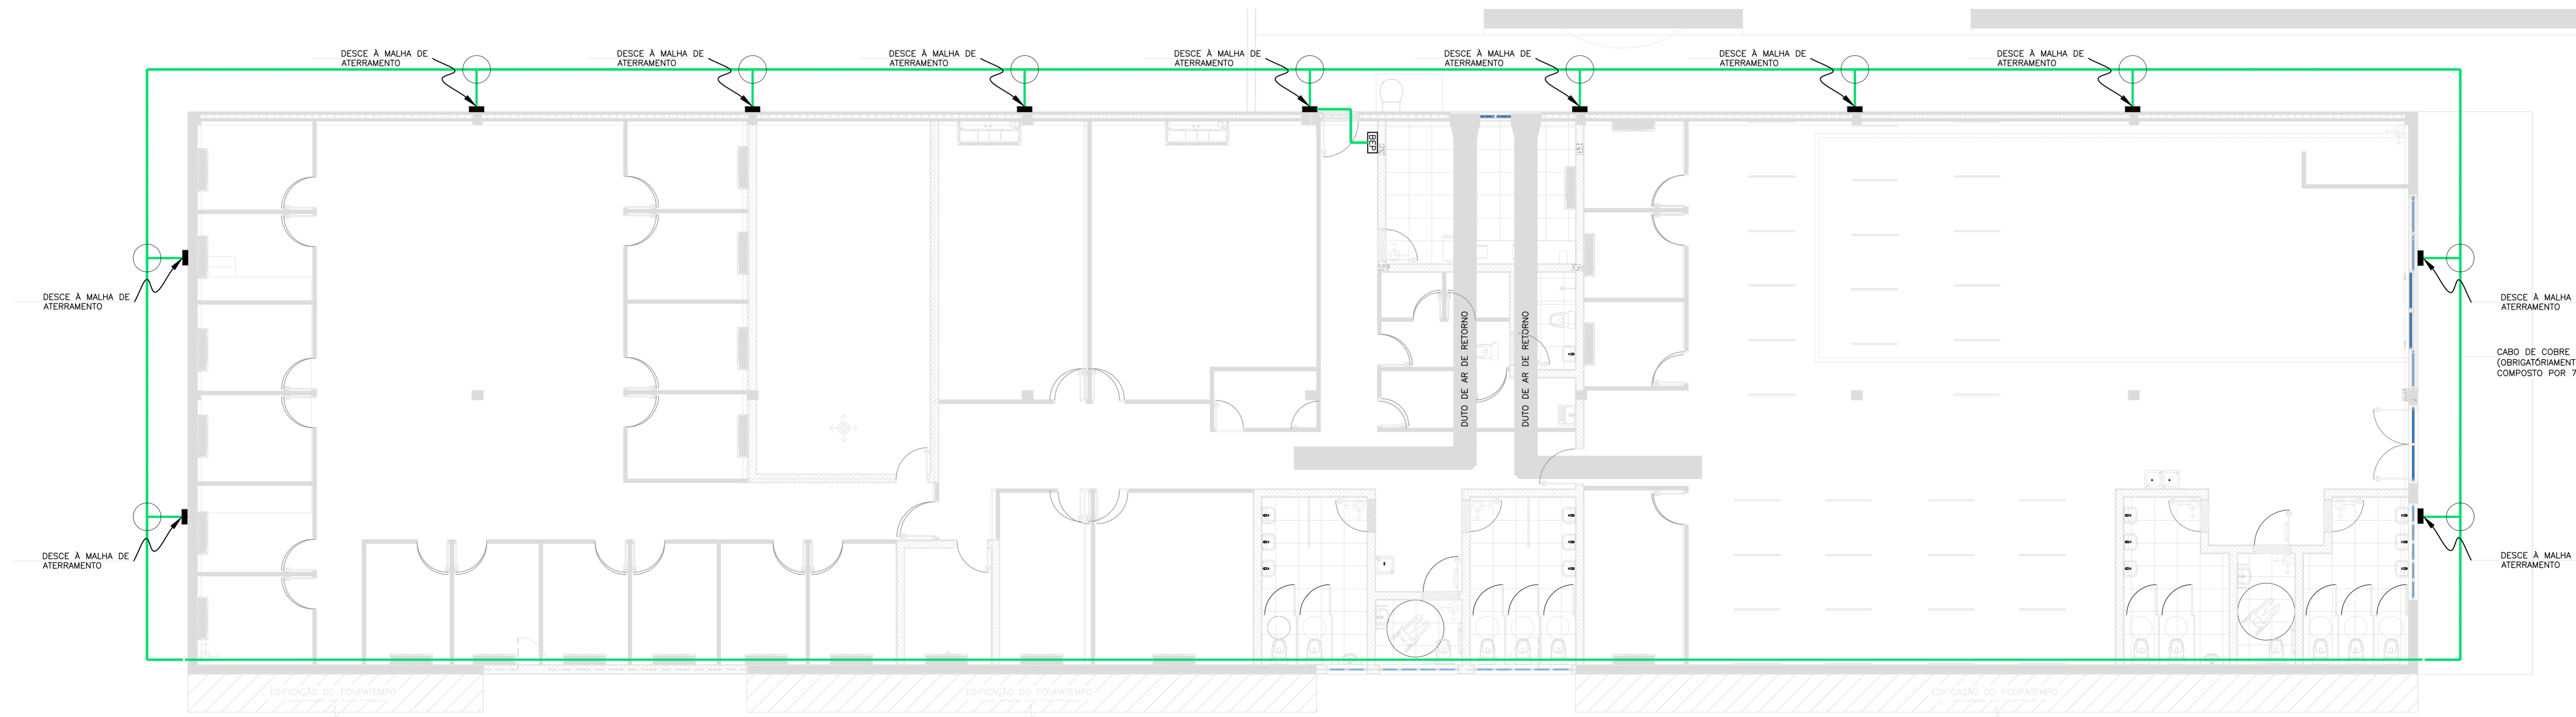 DESCE À MALHA DE
ATERRAMENTO
DESCE À MALHA DE
ATERRAMENTO
DESCE À MALHA DE
ATERRAMENTO
DESCE À MALHA DE
ATERRAMENTO
DESCE À MALHA DE
ATERRAMENTO
DESCE À MALHA DE
ATERRAMENTO
DESCE À MALHA DE
ATERRAMENTO
BEP
DESCE À MALHA DE
ATERRAMENTO
DESCE À MALHA
ATERRAMENTO
DUTO DE AR DE RETORNO
DUTO DE AR DE RETORNO
CABO DE COBRE
(OBRIGATÓRIAMENT
COMPOSTO POR 7
DESCE À MALHA DE
ATERRAMENTO
DESCE À MALHA
ATERRAMENTO
EDIFICAÇÃO DO POUPATEMPO
EDIFICAÇÃO DO POUPATEMPO
EDIFICAÇÃO DO POUPATEMPO